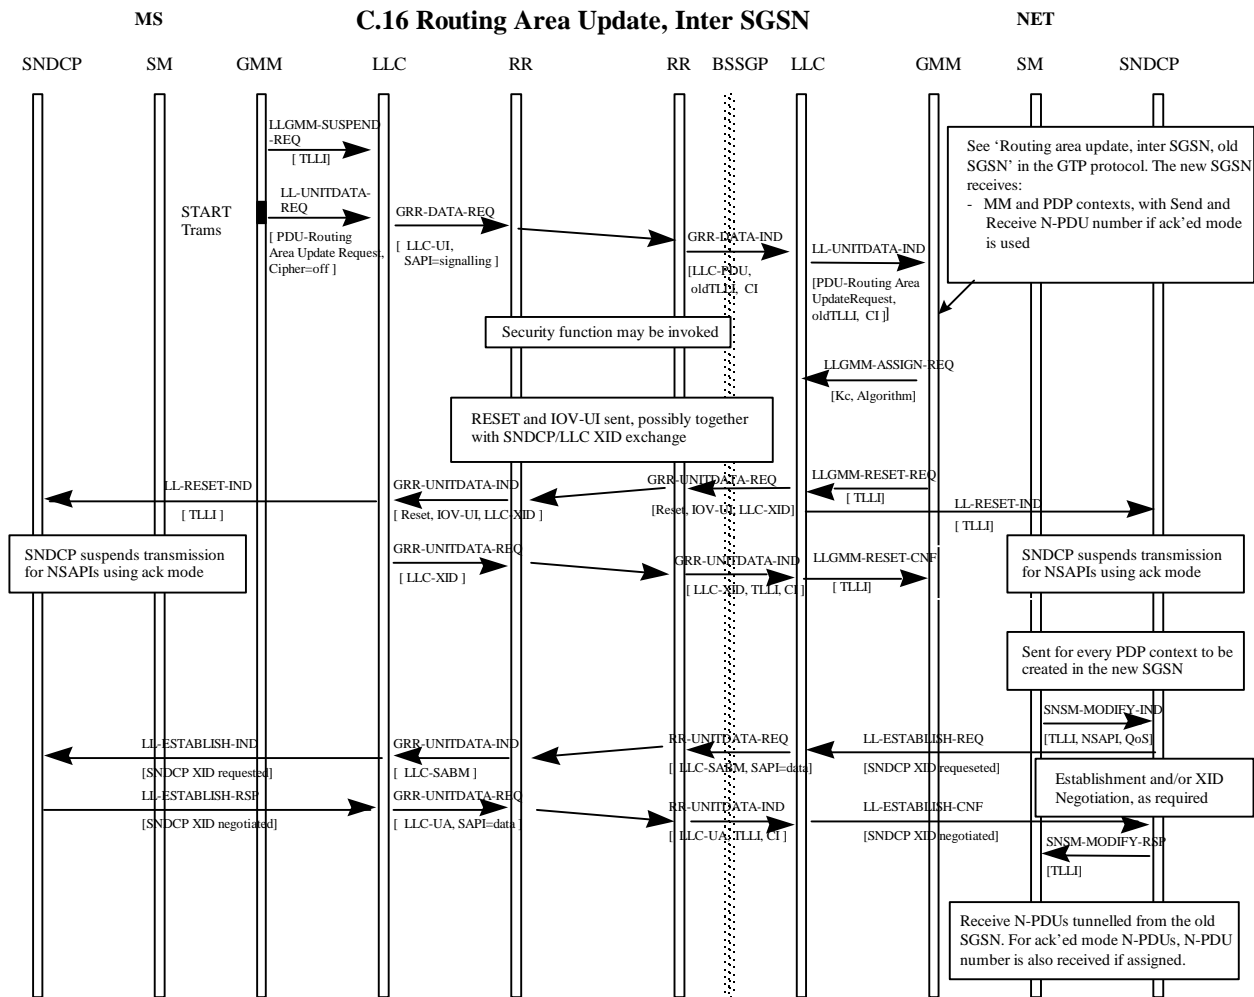 MS
C.16 Routing Area Update, Inter SGSN
NET
SNDCP
SM
GMM
LLC
RR
RR
BSSGP
LLC
GMM
SM
SNDCP
LLGMM-SUSPEND
-REQ
[ TLLI]
START
Trams
LL-UNITDATA-
REQ
[ PDU-Routing
Area Update Request,
Cipher=off ]
GRR-DATA-REQ
[ LLC-UI,
SAPI=signalling ]
GRR-DATA-IND
[LLC-PDU,
oldTLLI, CI
LL-UNITDATA-IND
[PDU-Routing Area
UpdateRequest,
oldTLLI, CI ]]
See ‘Routing area update, inter SGSN, old
SGSN’ in the GTP protocol. The new SGSN
receives:
- MM and PDP contexts, with Send and
Receive N-PDU number if ack’ed mode
is used
Security function may be invoked
LLGMM-ASSIGN-REQ
[Kc, Algorithm]
RESET and IOV-UI sent, possibly together
with SNDCP/LLC XID exchange
LL-RESET-IND
[ TLLI ]
GRR-UNITDATA-IND
[ Reset, IOV-UI, LLC-XID ]
GRR-UNITDATA-REQ
[Reset, IOV-UI, LLC-XID]
LLGMM-RESET-REQ
[ TLLI]
LL-RESET-IND
[ TLLI]
SNDCP suspends transmission
for NSAPIs using ack mode
GRR-UNITDATA-REQ
[ LLC-XID ]
GRR-UNITDATA-IND
[ LLC-XID, TLLI, CI ]
LLGMM-RESET-CNF
[TLLI]
SNDCP suspends transmission
for NSAPIs using ack mode
Sent for every PDP context to be
created in the new SGSN
SNSM-MODIFY-IND
[TLLI, NSAPI, QoS]
LL-ESTABLISH-IND
[SNDCP XID requested]
GRR-UNITDATA-IND
[ LLC-SABM ]
RR-UNITDATA-REQ
[ LLC-SABM, SAPI=data]
LL-ESTABLISH-REQ
[SNDCP XID requeseted]
Establishment and/or XID
Negotiation, as required
LL-ESTABLISH-RSP
[SNDCP XID negotiated]
GRR-UNITDATA-REQ
[ LLC-UA, SAPI=data ]
RR-UNITDATA-IND
[ LLC-UA, TLLI, CI ]
LL-ESTABLISH-CNF
[SNDCP XID negotiated]
SNSM-MODIFY-RSP
[TLLI]
Receive N-PDUs tunnelled from the old
SGSN. For ack’ed mode N-PDUs, N-PDU
number is also received if assigned.